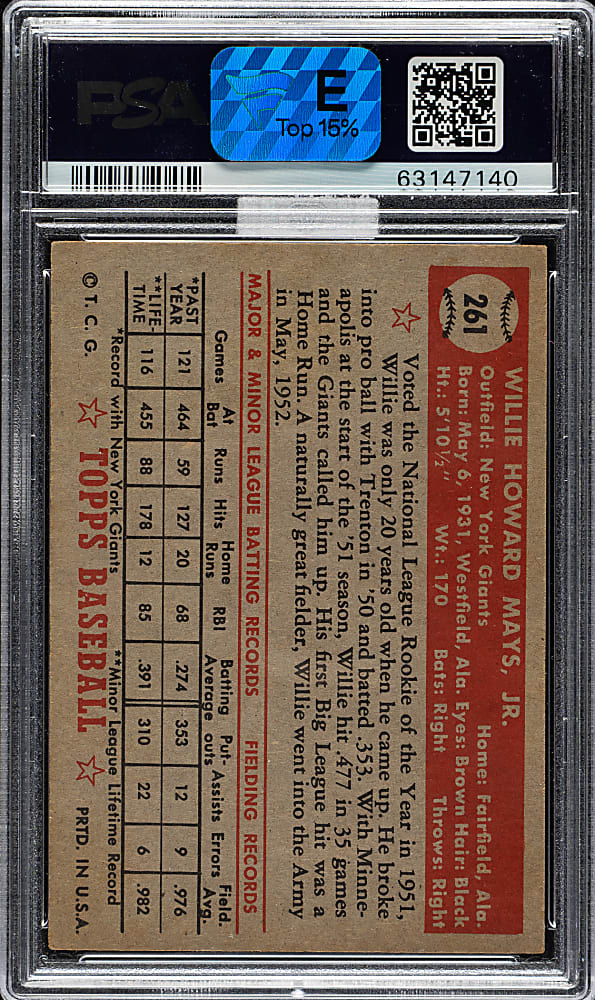 PSA
E
Top 15%
63147140
261
WILLIE HOWARD MAYS, JR.
Outfield: New York Giants Home: Fairfield, Ala.
Born: May 6, 1931, Westfield, Ala. Eyes: Brown Hair: Black
Ht.: 5'10½" Wt.: 170 Bats: Right Throws: Right
Voted the National League Rookie of the Year in 1951,
Willie was only 20 years old when he came up. He broke
into pro ball with Trenton in '50 and batted .353. With Minne-
apolis at the start of the '51 season, Willie hit .477 in 35 games
and the Giants called him up. His first Big League hit was a
Home Run. A naturally great fielder, Willie went into the Army
in May, 1952.
MAJOR & MINOR LEAGUE BATTING RECORDS FIELDING RECORDS
Games At Bat Runs Hits Home Runs RBI Batting Average Put-outs Assists Errors Field. Avg.
*PAST YEAR 121 464 59 127 20 68 .274 353 12 9 .976
**LIFE-TIME 116 455 88 178 12 85 .391 310 22 6 .982
*Record with New York Giants **Minor League Lifetime Record
© T. C. G. TOPPS BASEBALL PRTD. IN U.S.A.